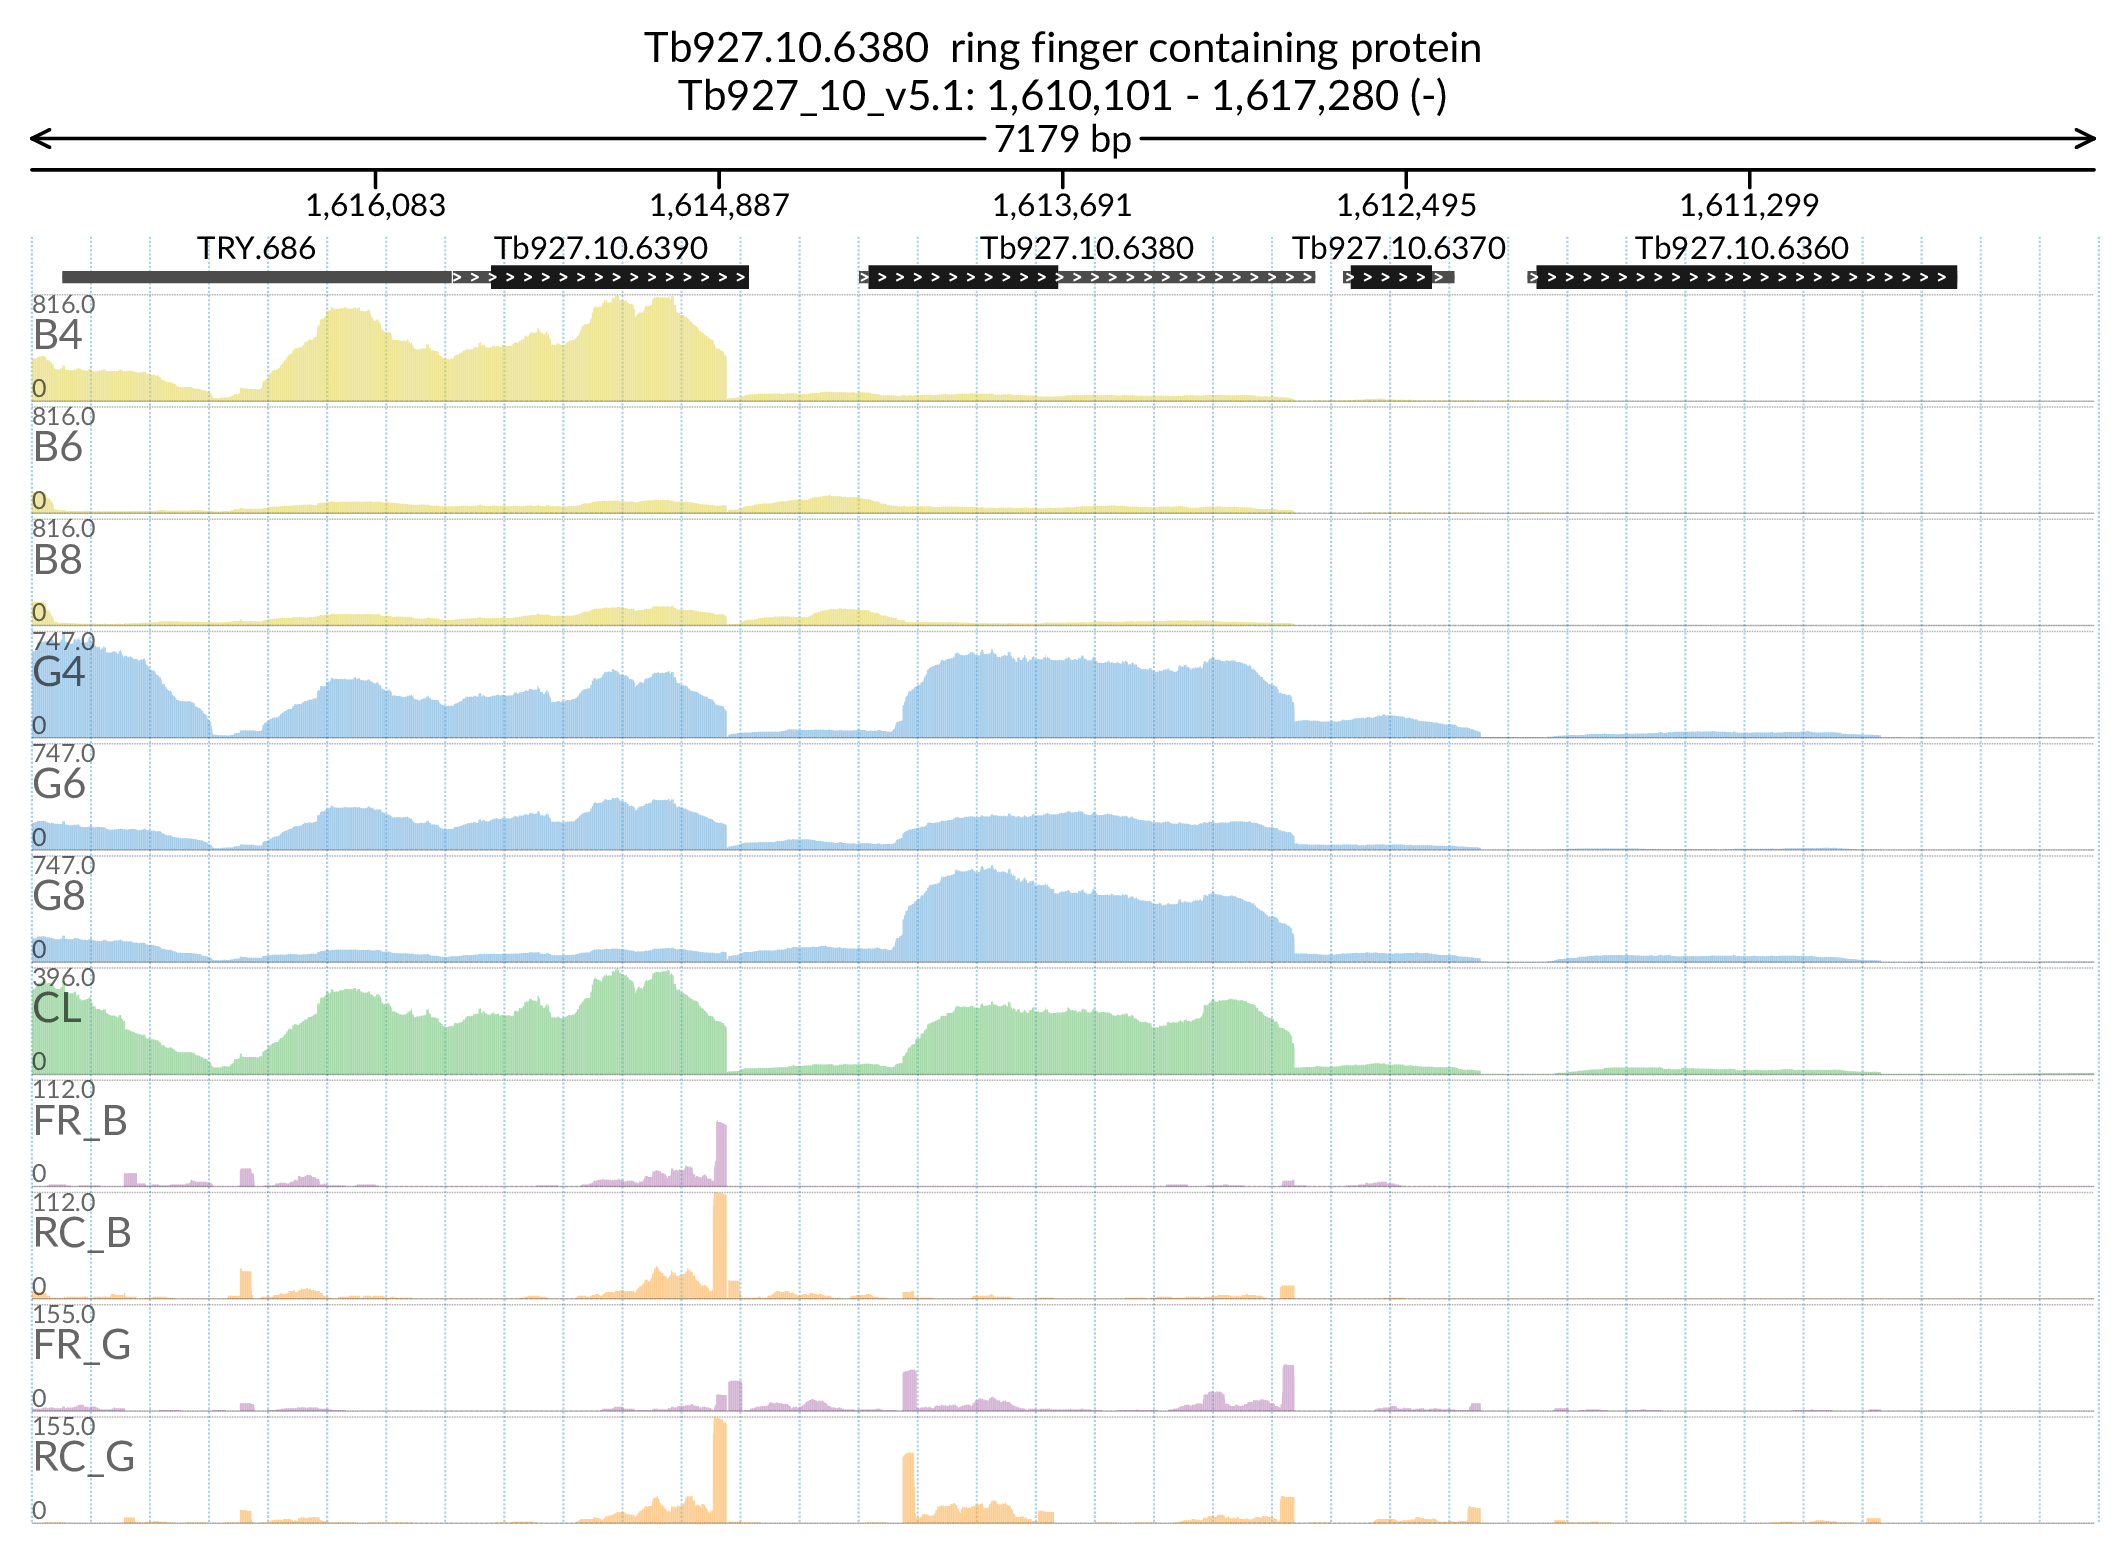 Tb927.10.6380 ring finger containing protein
Tb927_10_v5.1: 1,610,101 - 1,617,280 (-)
7179 bp
1,616,083 1,614,887 1,613,691 1,612,495 1,611,299
TRY.686 Tb927.10.6390 Tb927.10.6380 Tb927.10.6370 Tb927.10.6360
816.0
B4
0
816.0
B6
0
816.0
B8
0
747.0
G4
0
747.0
G6
0
747.0
G8
0
396.0
CL
0
112.0
FR_B
0
112.0
RC_B
0
155.0
FR_G
0
155.0
RC_G
0